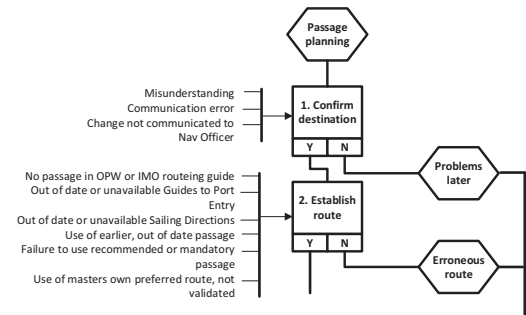 Passage
planning
Misunderstanding
Communication error
Change not communicated to
Nav Officer
1. Confirm
destination
Y N
Problems
later
No passage in OPW or IMO routeing guide
Out of date or unavailable Guides to Port
Entry
Out of date or unavailable Sailing Directions
Use of earlier, out of date passage
Failure to use recommended or mandatory
passage
Use of masters own preferred route, not
validated
2. Establish
route
Y N
Erroneous
route